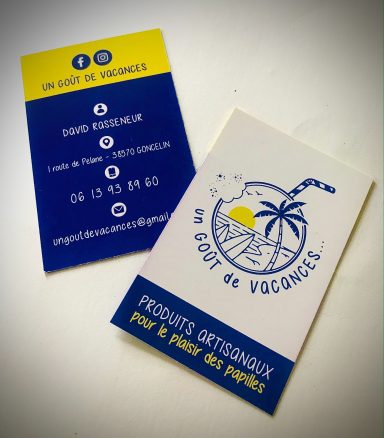 UN GOÛT DE VACANCES
DAVID RASSENEUR
1 route de Pelane - 38570 GONCELIN
06 13 93 89 60
ungoutdevacances@gmail
un GOÛT de VACANCES...
PRODUITS ARTISANAUX
pour le plaisir des papilles